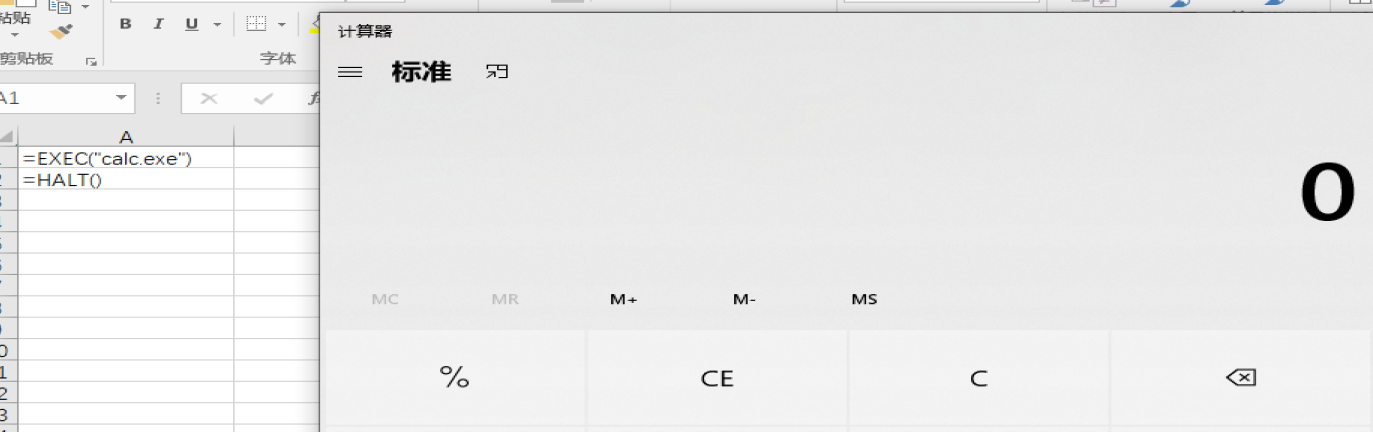 粘贴
B I U
剪贴板
字体
计算器
标准
A1
A
=EXEC("calc.exe")
=HALT()
0
MC MR M+ M- MS
% CE C